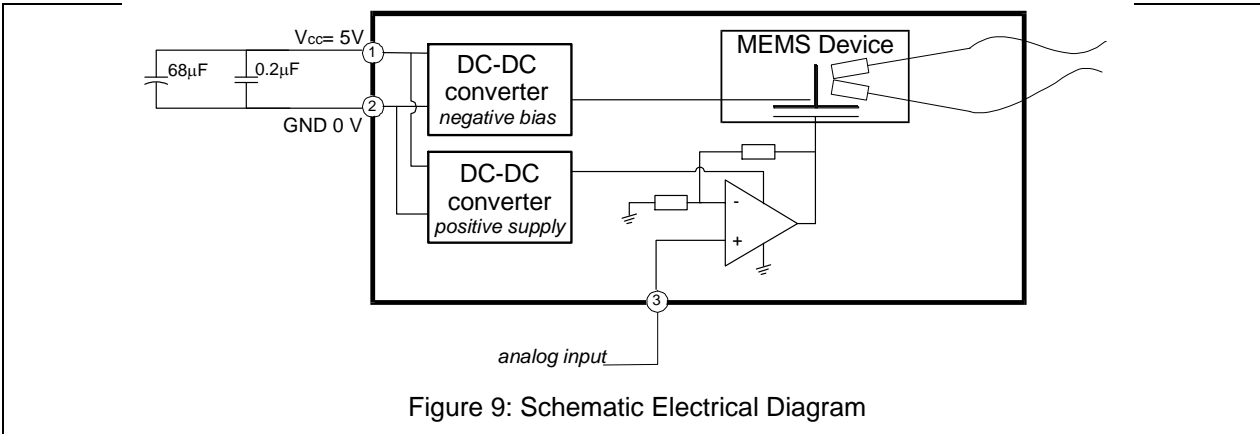 Vcc= 5V
1
MEMS Device
68μF
0.2μF
DC-DC
converter
negative bias
2
GND 0 V
DC-DC
converter
positive supply
-
+
3
analog input
Figure 9: Schematic Electrical Diagram